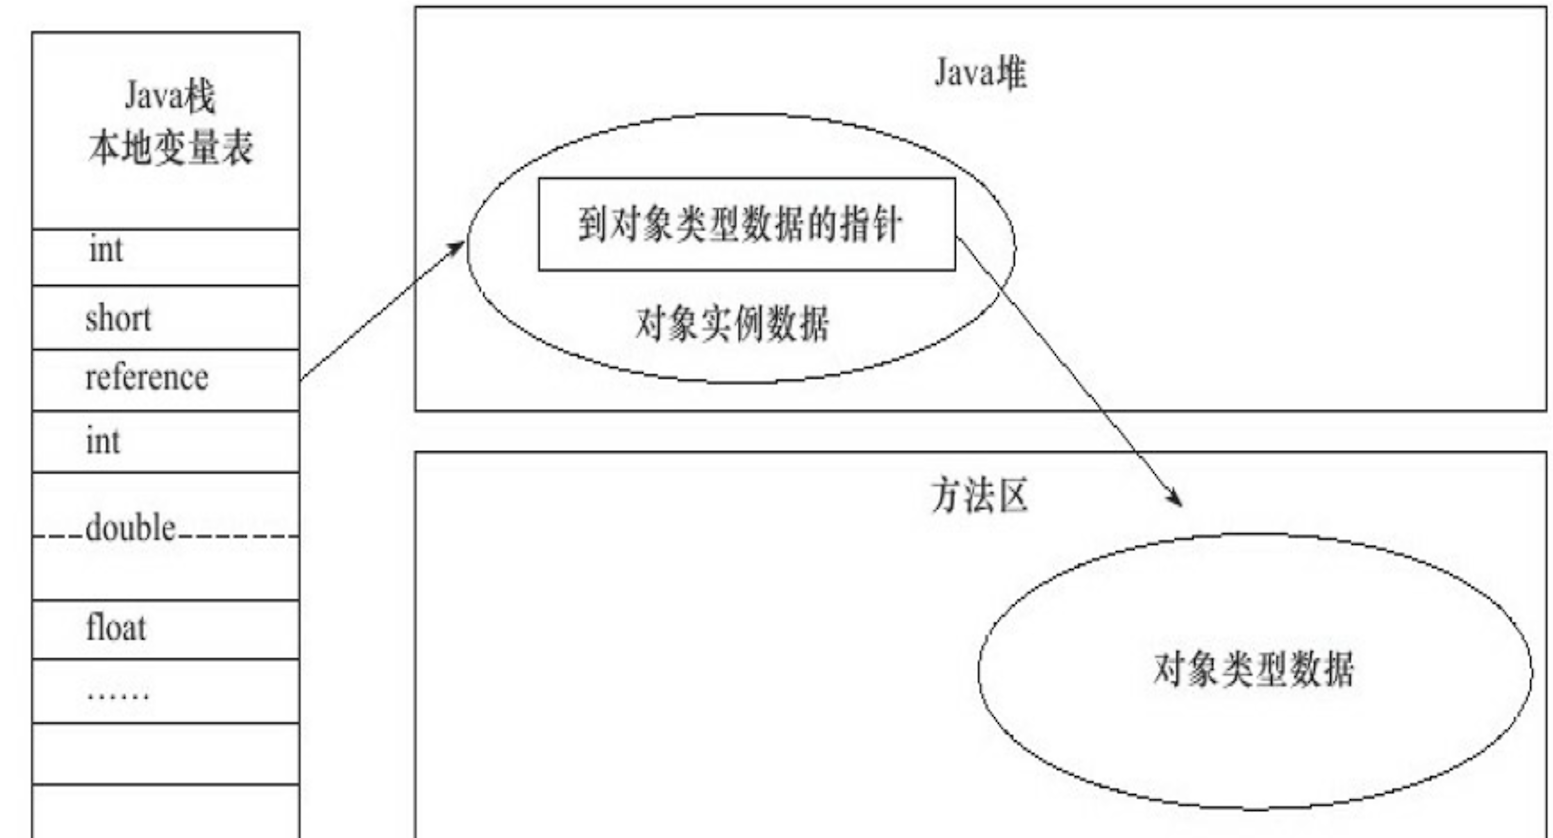 Java栈
本地变量表
int
short
reference
int
double
float
……
Java堆
到对象类型数据的指针
对象实例数据
方法区
对象类型数据